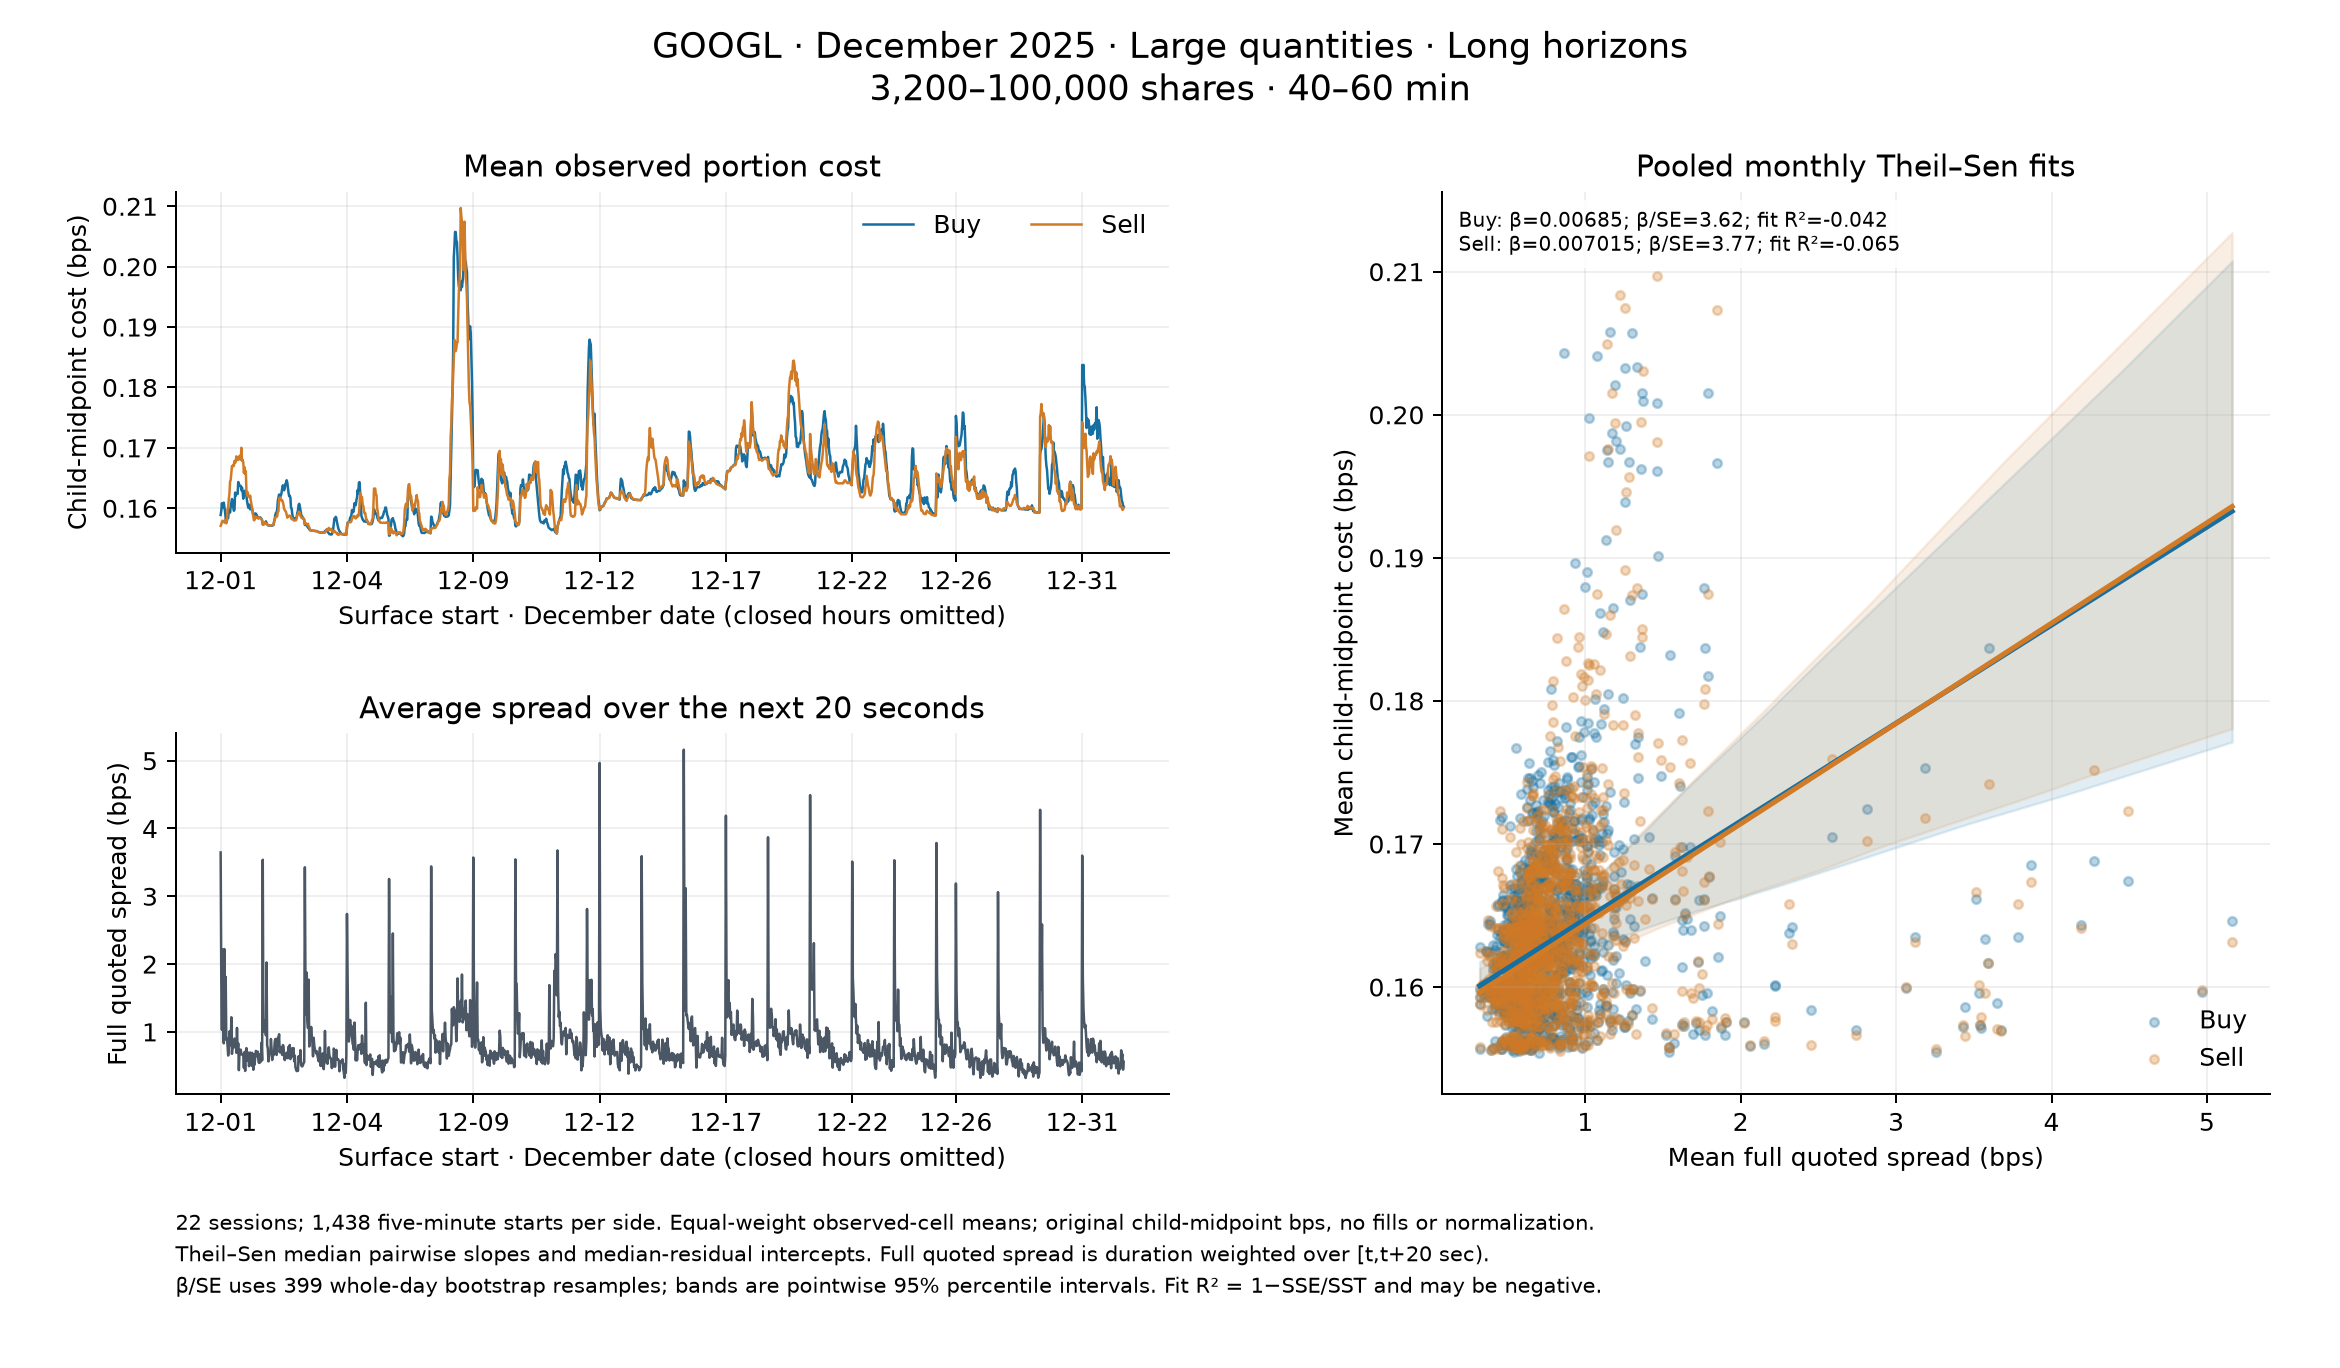 GOOGL · December 2025 · Large quantities · Long horizons
3,200–100,000 shares · 40–60 min
Mean observed portion cost
Child-midpoint cost (bps)
0.21
0.20
0.19
0.18
0.17
0.16
Buy
Sell
12-01
12-04
12-09
12-12
12-17
12-22
12-26
12-31
Surface start · December date (closed hours omitted)
Average spread over the next 20 seconds
Full quoted spread (bps)
5
4
3
2
1
12-01
12-04
12-09
12-12
12-17
12-22
12-26
12-31
Surface start · December date (closed hours omitted)
Pooled monthly Theil–Sen fits
Buy: β=0.00685; β/SE=3.62; fit R²=-0.042
Sell: β=0.007015; β/SE=3.77; fit R²=-0.065
Mean child-midpoint cost (bps)
0.21
0.20
0.19
0.18
0.17
0.16
Buy
Sell
1
2
3
4
5
Mean full quoted spread (bps)
22 sessions; 1,438 five-minute starts per side. Equal-weight observed-cell means; original child-midpoint bps, no fills or normalization.
Theil–Sen median pairwise slopes and median-residual intercepts. Full quoted spread is duration weighted over [t,t+20 sec).
β/SE uses 399 whole-day bootstrap resamples; bands are pointwise 95% percentile intervals. Fit R² = 1−SSE/SST and may be negative.